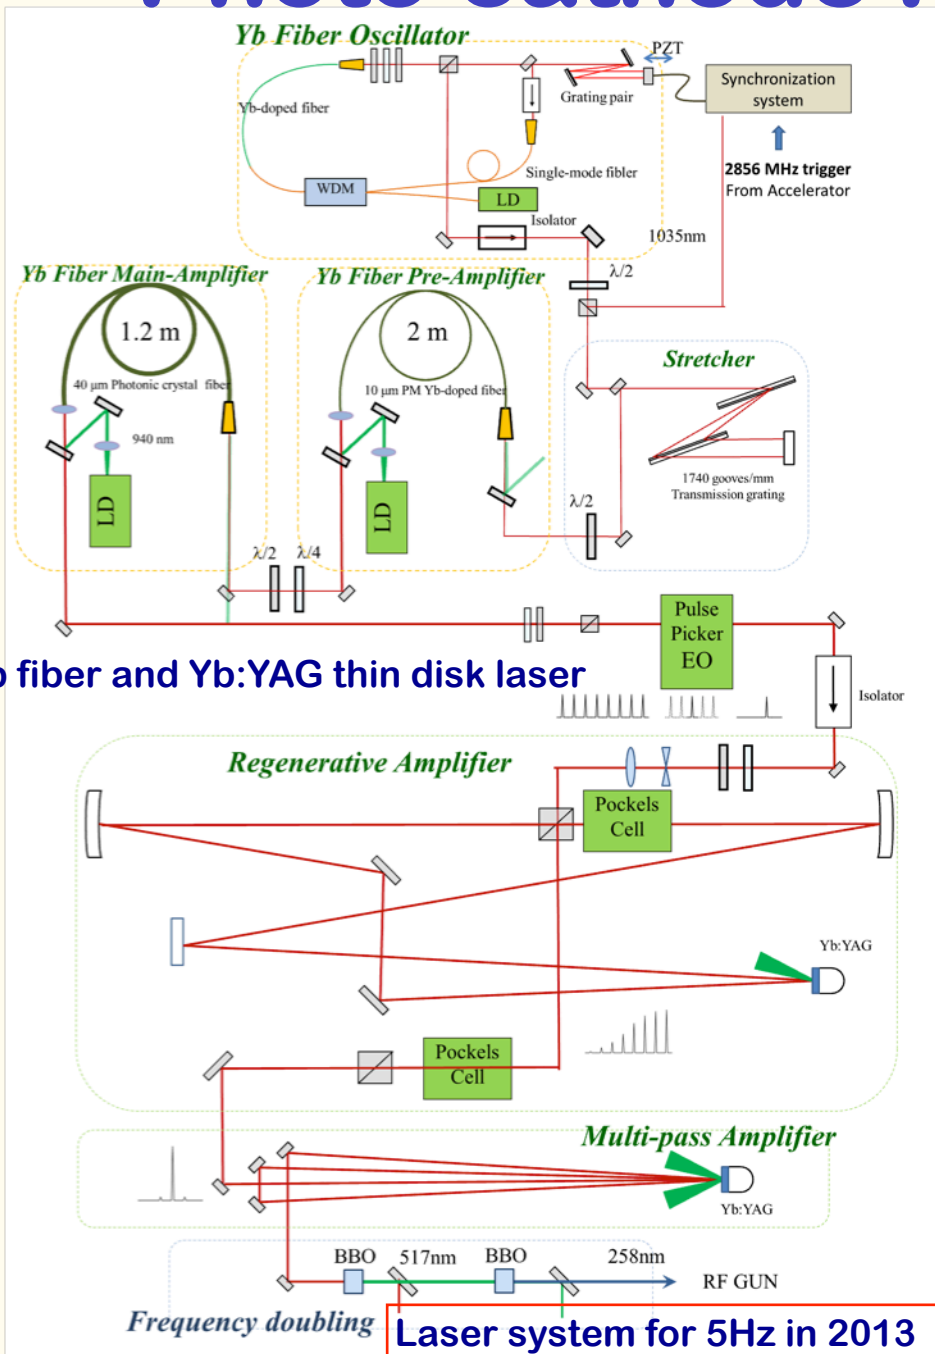 Yb Fiber Oscillator
PZT
Synchronization
system
Grating pair
Yb-doped fiber
2856 MHz trigger
From Accelerator
Single-mode fibler
WDM
LD
Isolator
1035nm
Yb Fiber Main-Amplifier
Yb Fiber Pre-Amplifier
λ/2
1.2 m
2 m
Stretcher
40 μm Photonic crystal fiber
10 μm PM Yb-doped fiber
940 nm
1740 gooves/mm
Transmission grating
LD
LD
λ/2
λ/2
λ/4
Pulse
Picker
EO
fiber and Yb:YAG thin disk laser
Isolator
Regenerative Amplifier
Pockels
Cell
Yb:YAG
Pockels
Cell
Multi-pass Amplifier
Yb:YAG
BBO
517nm
BBO
258nm
RF GUN
Frequency doubling
Laser system for 5Hz in 2013